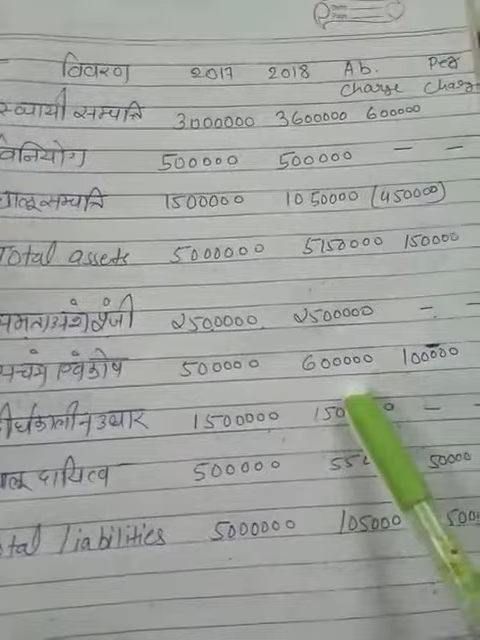 विवरण 2017 2018 Ab. Per
Charge Charg
स्थायी सम्पत्ति 3000000 3600000 600000
विनियोग 500000 500000 — —
चालू सम्पत्ति 1500000 1050000 (450000)
Total assets 5000000 5150000 150000
समता अंश पूंजी 2500000 2500000 — —
संचय एवं कोष 500000 600000 100000
दीर्घकालीन उधार 1500000 — -
चालू दायित्व 500000 50000
tal liabilities 5000000 105000